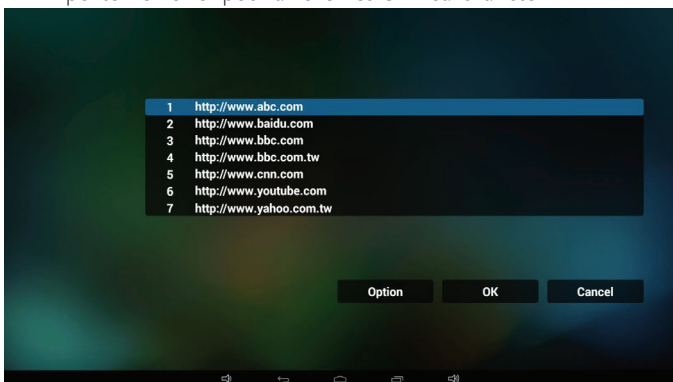 1 http://www.abc.com
2 http://www.baidu.com
3 http://www.bbc.com
4 http://www.bbc.com.tw
5 http://www.cnn.com
6 http://www.youtube.com
7 http://www.yahoo.com.tw
Option OK Cancel